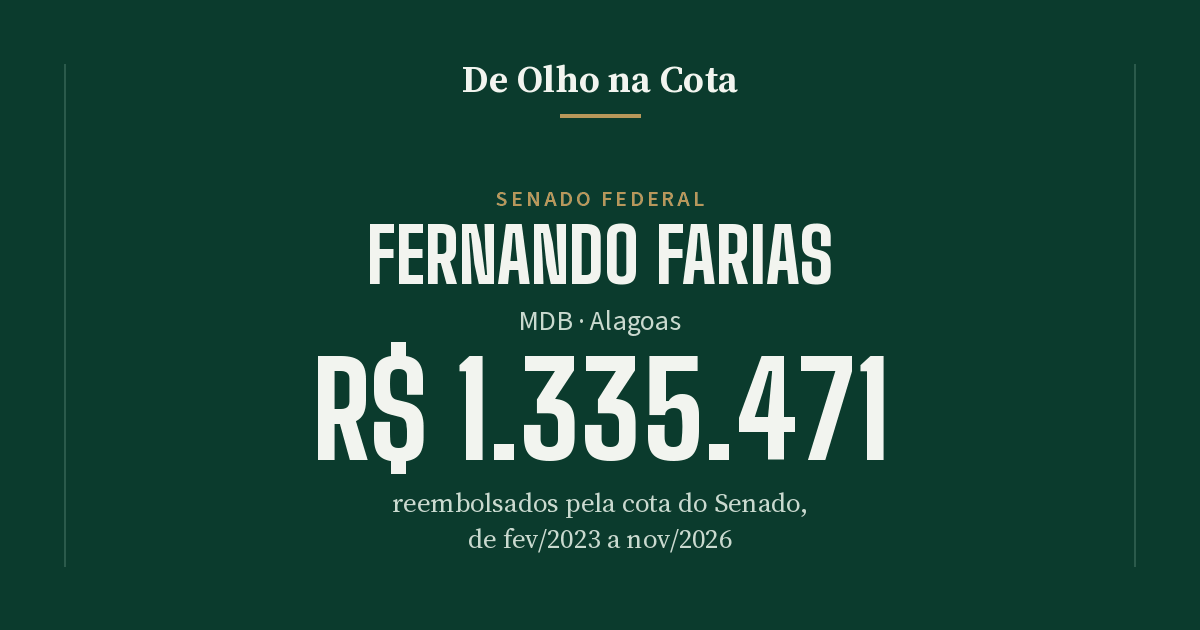 De Olho na Cota
SENADO FEDERAL
FERNANDO FARIAS
MDB · Alagoas
R$ 1.335.471
reembolsados pela cota do Senado,
de fev/2023 a nov/2026